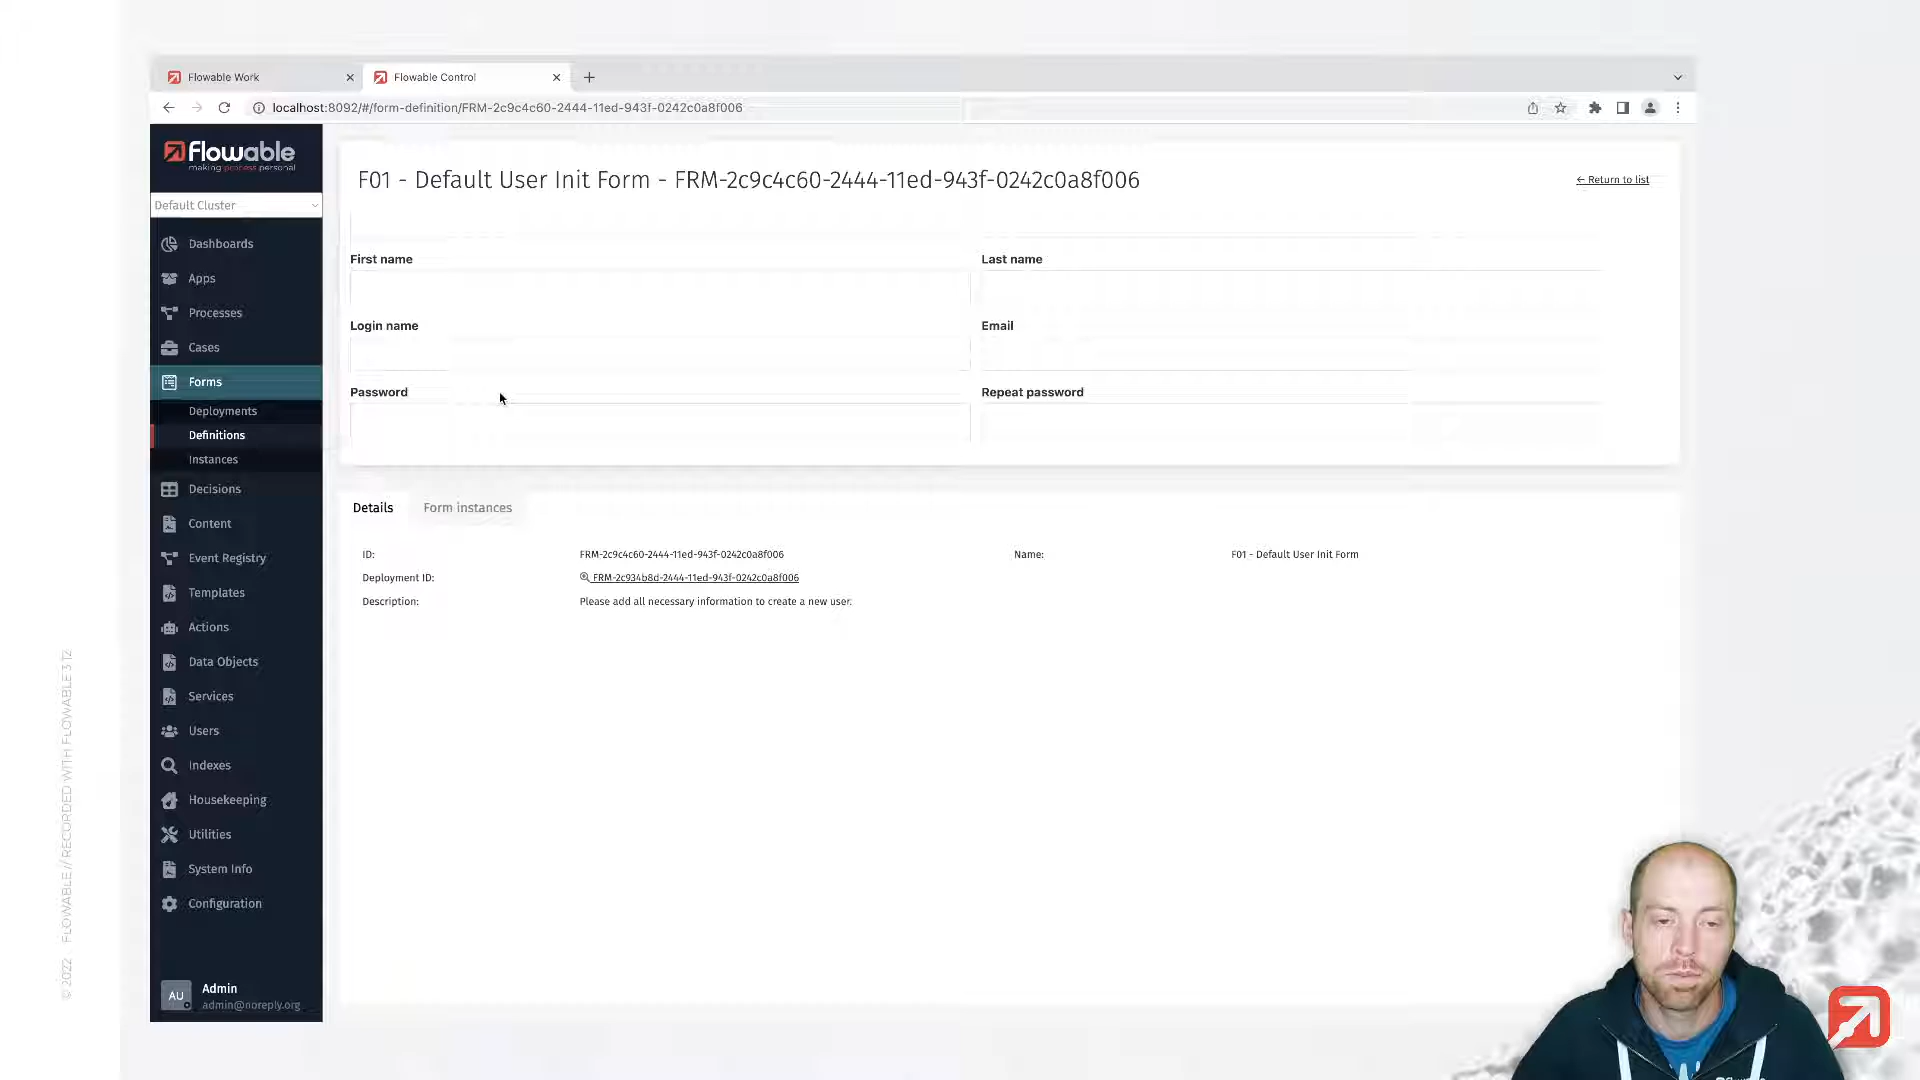 Flowable Work
Flowable Control
localhost:8092/#/form-definition/FRM-2c9c4c60-2444-11ed-943f-0242c0a8f006
Flowable
making process personal
Default Cluster
Dashboards
Apps
Processes
Cases
Forms
Deployments
Definitions
Instances
Decisions
Content
Event Registry
Templates
Actions
Data Objects
Services
Users
Indexes
Housekeeping
Utilities
System Info
Configuration
AU
Admin
admin@noreply.org
F01 - Default User Init Form - FRM-2c9c4c60-2444-11ed-943f-0242c0a8f006
← Return to list
First name
Last name
Login name
Email
Password
Repeat password
Details
Form instances
ID: FRM-2c9c4c60-2444-11ed-943f-0242c0a8f006
Name: F01 - Default User Init Form
Deployment ID: FRM-2c934b8d-2444-11ed-943f-0242c0a8f006
Description: Please add all necessary information to create a new user.
© 2022 FLOWABLE // RECORDED WITH FLOWABLE 3.12